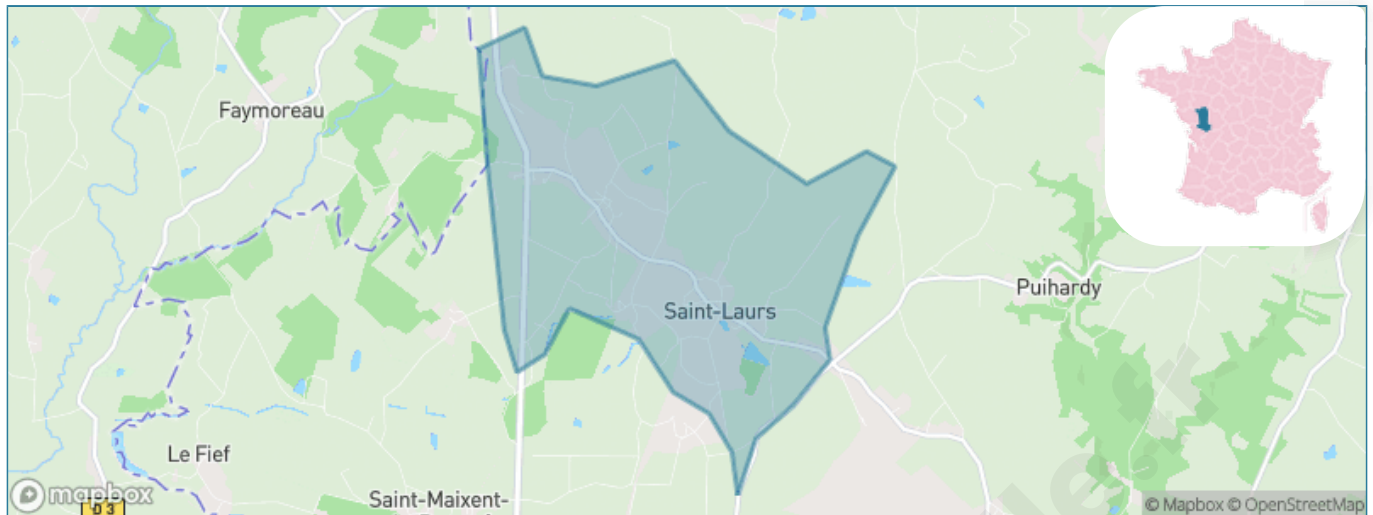 Faymoreau
Saint-Laurs
Puihardy
Le Fief
Saint-Maixent-
mapbox
D 3
© Mapbox © OpenStreetMap